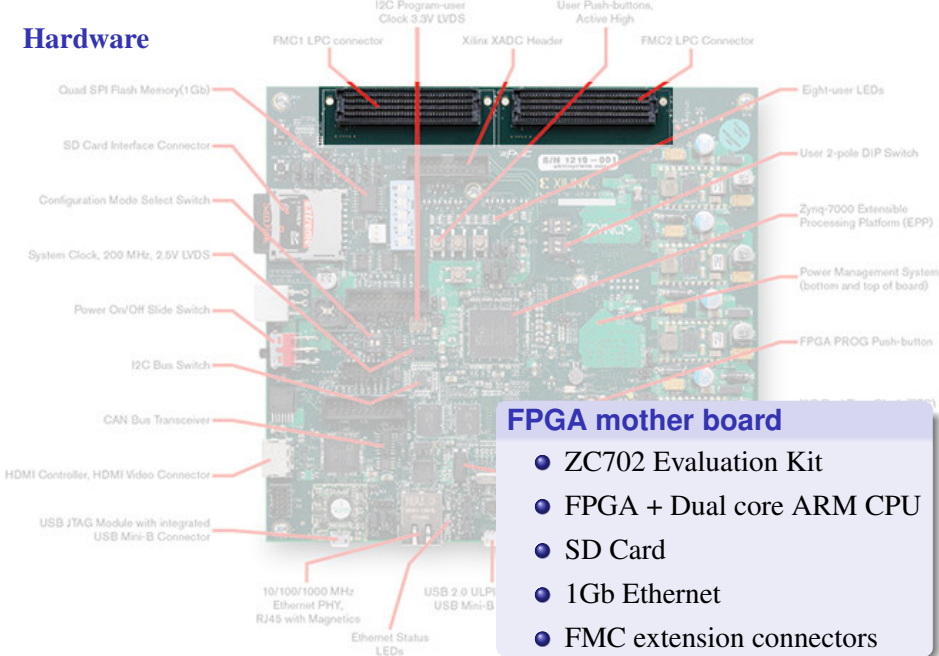 I2C Program-user
Clock 3.3V LVDS
User Push-buttons,
Active High
Hardware
FMC1 LPC connector
Xilinx XADC Header
FMC2 LPC Connector
Quad SPI Flash Memory(1Gb)
Eight-user LEDs
SD Card Interface Connector
S/N 1219-001
User 2-pole DIP Switch
XILINX
Configuration Mode Select Switch
ZYNQ
Zynq-7000 Extensible
Processing Platform (EPP)
System Clock, 200 MHz, 2.5V LVDS
Power Management System
(bottom and top of board)
Power On/Off Slide Switch
FPGA PROG Push-button
I2C Bus Switch
CAN Bus Transceiver
HDMI Controller, HDMI Video Connector
USB JTAG Module with integrated
USB Mini-B Connector
10/100/1000 MHz
Ethernet PHY,
RJ45 with Magnetics
USB 2.0 ULPI
USB Mini-B
Ethernet Status
LEDs
FPGA mother board
ZC702 Evaluation Kit
FPGA + Dual core ARM CPU
SD Card
1Gb Ethernet
FMC extension connectors